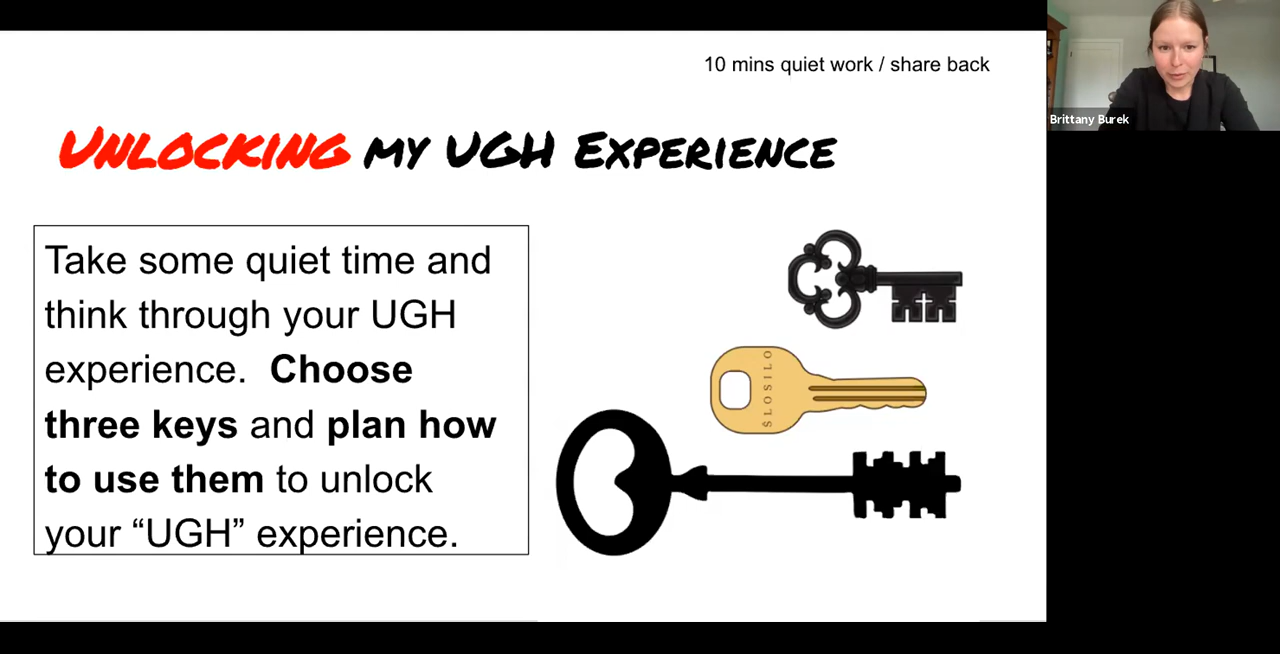 10 mins quiet work / share back
Brittany Burek
UNLOCKING MY UGH EXPERIENCE
Take some quiet time and
think through your UGH
experience.  Choose
three keys and plan how
to use them to unlock
your “UGH” experience.
$LOSILO